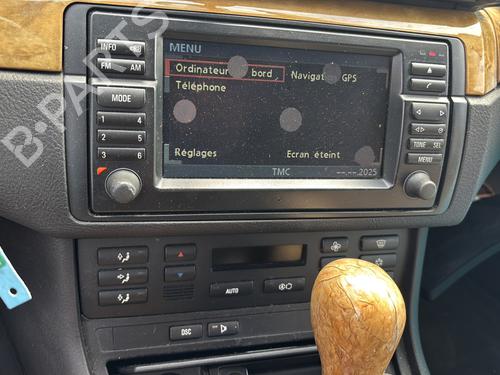 MENU
Ordinateur bord
Navigat GPS
Téléphone
Réglages
Ecran éteint
TMC
--.--.2025
INFO
FM AM
MODE
1 4
2 5
3 6
TONE SEL
MENU
AUTO
DSC
B-PARTS